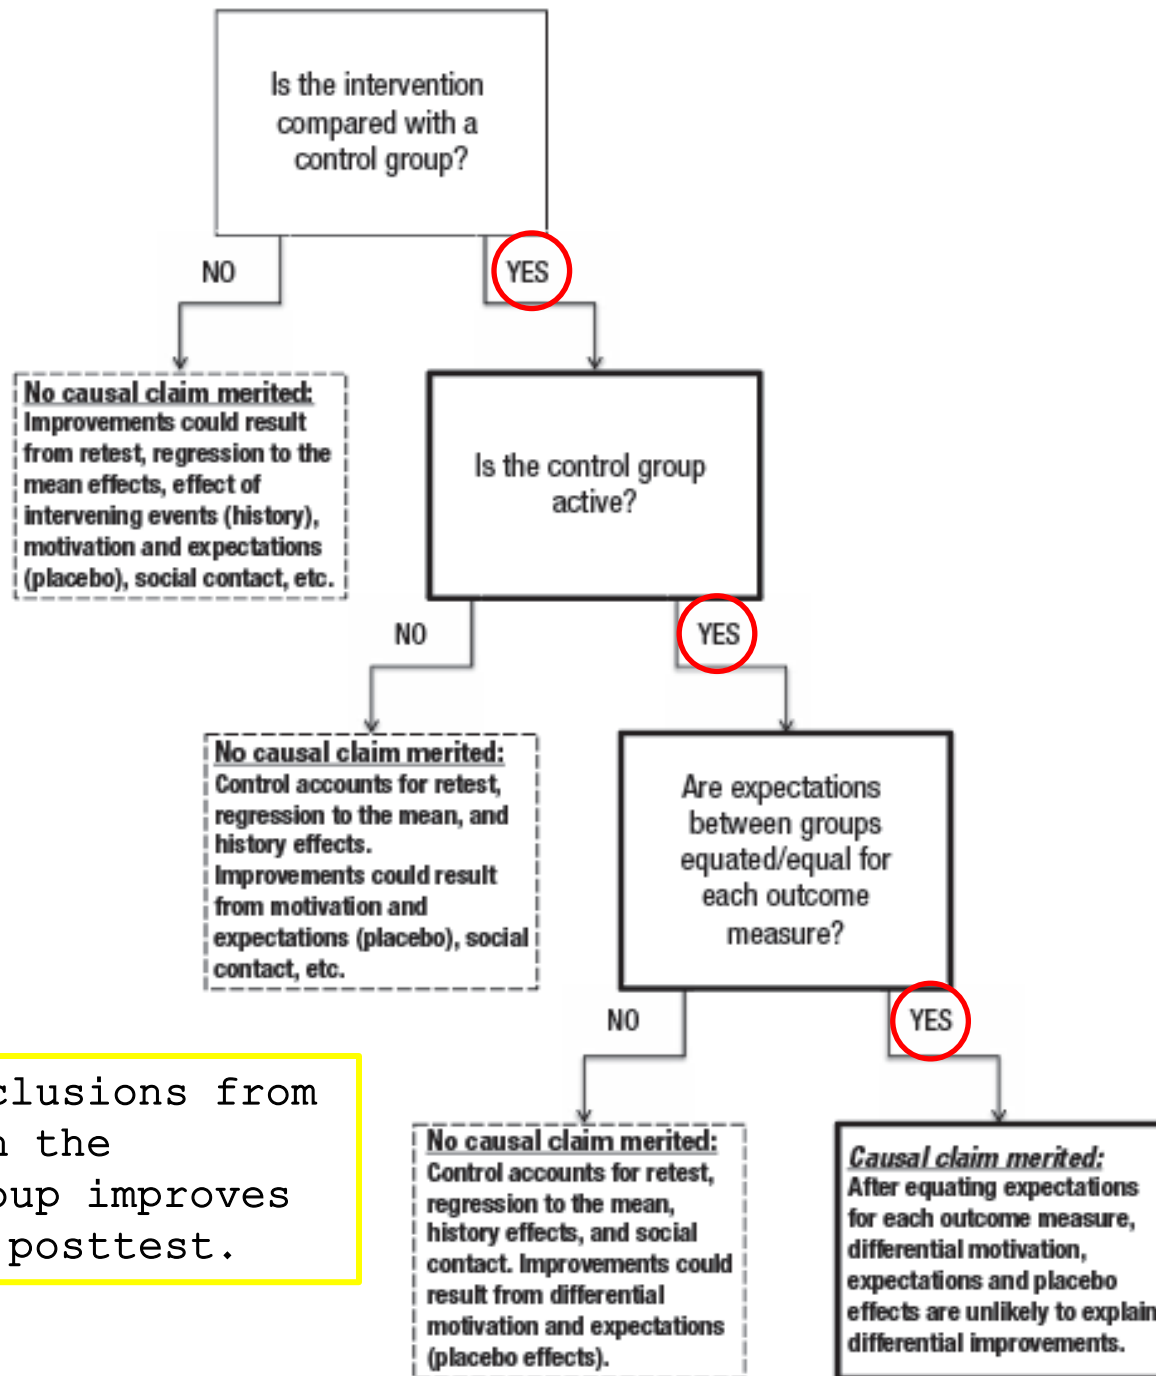 Is the intervention
compared with a
control group?
NO
YES
No causal claim merited:
Improvements could result
from retest, regression to the
mean effects, effect of
intervening events (history),
motivation and expectations
(placebo), social contact, etc.
Is the control group
active?
NO
YES
No causal claim merited:
Control accounts for retest,
regression to the mean, and
history effects.
Improvements could result
from motivation and
expectations (placebo), social
contact, etc.
Are expectations
between groups
equated/equal for
each outcome
measure?
NO
YES
clusions from
the
oup improves
posttest.
No causal claim merited:
Control accounts for retest,
regression to the mean,
history effects, and social
contact. Improvements could
result from differential
motivation and expectations
(placebo effects).
Causal claim merited:
After equating expectations
for each outcome measure,
differential motivation,
expectations and placebo
effects are unlikely to explain
differential improvements.